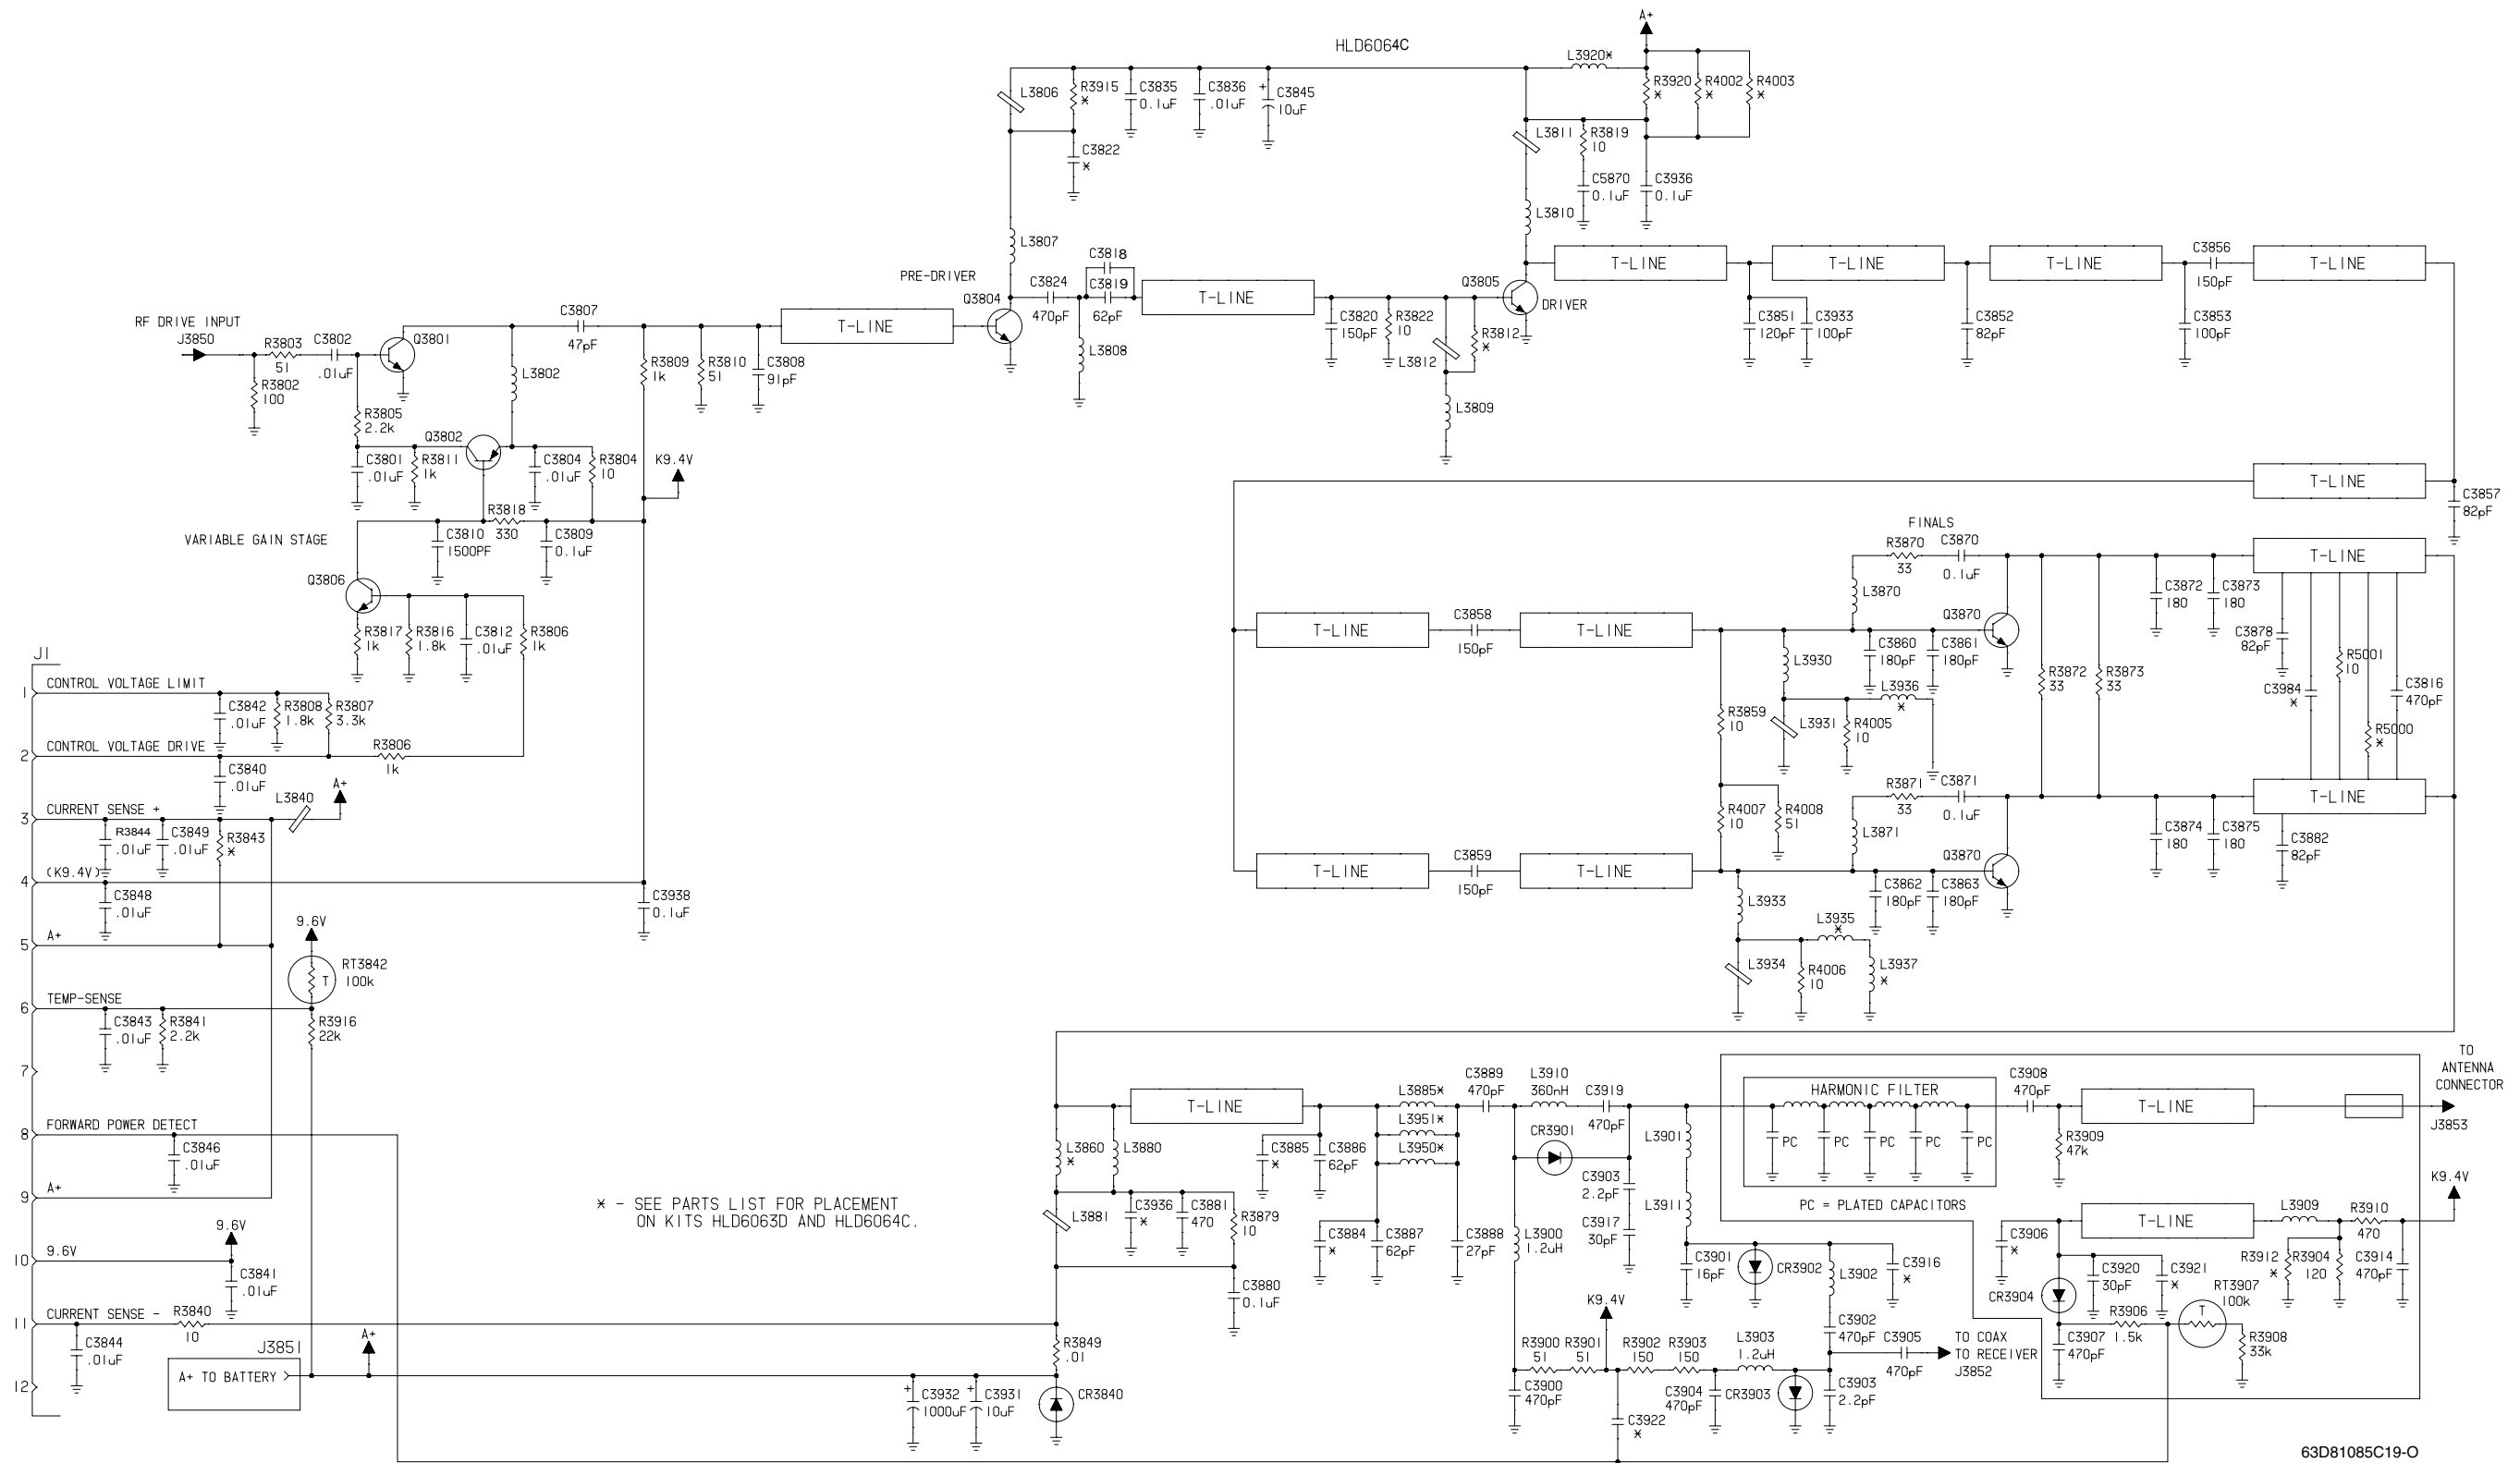 HLD6064C
A+
L3920*
R3920
*
R4002
*
R4003
*
L3806
R3915
*
C3835
0.1uF
C3836
.01uF
+
C3845
10uF
C3822
*
L3811
R3819
10
C5870
0.1uF
C3936
0.1uF
L3807
L3810
PRE-DRIVER
Q3804
C3824
470pF
C3818
C3819
62pF
T-LINE
Q3805
DRIVER
T-LINE
T-LINE
T-LINE
C3856
150pF
T-LINE
RF DRIVE INPUT
J3850
R3803
51
C3802
.01uF
Q3801
C3807
47pF
T-LINE
R3802
100
L3802
R3809
1k
R3810
51
C3808
91pF
L3808
C3820
150pF
R3822
10
L3812
R3812
*
L3809
C3851
120pF
C3933
100pF
C3852
82pF
C3853
100pF
R3805
2.2k
Q3802
C3801
.01uF
R3811
1k
C3804
.01uF
R3804
10
K9.4V
T-LINE
C3857
82pF
R3818
330
C3810
1500PF
C3809
0.1uF
VARIABLE GAIN STAGE
Q3806
R3817
1k
R3816
1.8k
C3812
.01uF
R3806
1k
FINALS
R3870
33
C3870
0.1uF
L3870
T-LINE
T-LINE
C3858
150pF
T-LINE
Q3870
C3860
180pF
C3861
180pF
L3930
L3936
*
R3859
10
L3931
R4005
10
R3872
33
R3873
33
C3872
180
C3873
180
C3878
82pF
C3984
*
R5001
10
R5000
*
C3816
470pF
R4007
10
R4008
51
R3871
33
C3871
0.1uF
L3871
T-LINE
T-LINE
C3859
150pF
T-LINE
Q3870
C3862
180pF
C3863
180pF
C3874
180
C3875
180
C3882
82pF
L3933
L3935
*
L3934
R4006
10
L3937
*
J1
1
CONTROL VOLTAGE LIMIT
C3842
.01uF
R3808
1.8k
R3807
3.3k
2
CONTROL VOLTAGE DRIVE
R3806
1k
C3840
.01uF
L3840
A+
3
CURRENT SENSE +
R3844
.01uF
C3849
.01uF
R3843
*
4
(K9.4V)
C3848
.01uF
C3938
0.1uF
5
A+
9.6V
RT3842
100k
T
6
TEMP-SENSE
C3843
.01uF
R3841
2.2k
R3916
22k
7
8
FORWARD POWER DETECT
C3846
.01uF
9
A+
9.6V
10
9.6V
C3841
.01uF
11
CURRENT SENSE -
R3840
10
C3844
.01uF
J3851
A+
A+ TO BATTERY
12
* - SEE PARTS LIST FOR PLACEMENT
ON KITS HLD6063D AND HLD6064C.
+
C3932
1000uF
+
C3931
10uF
R3849
.01
CR3840
L3860
*
L3880
T-LINE
L3881
C3936
*
C3881
470
R3879
10
C3880
0.1uF
C3885
*
C3886
62pF
L3885*
L3951*
L3950*
C3884
*
C3887
62pF
C3888
27pF
C3889
470pF
L3910
360nH
C3919
470pF
CR3901
C3903
2.2pF
C3917
30pF
L3900
1.2uH
L3901
L3911
HARMONIC FILTER
PC
PC
PC
PC
PC
PC = PLATED CAPACITORS
C3908
470pF
T-LINE
R3909
47k
TO
ANTENNA
CONNECTOR
J3853
K9.4V
C3901
16pF
CR3902
L3902
C3916
*
K9.4V
R3900
51
R3901
51
R3902
150
R3903
150
L3903
1.2uH
C3900
470pF
C3922
*
C3904
470pF
CR3903
C3902
470pF
C3905
470pF
C3903
2.2pF
TO COAX
TO RECEIVER
J3852
C3906
*
T-LINE
L3909
R3910
470
CR3904
C3920
30pF
C3921
*
R3912
*
R3904
120
C3914
470pF
RT3907
100k
T
R3906
1.5k
C3907
470pF
R3908
33k
63D81085C19-O